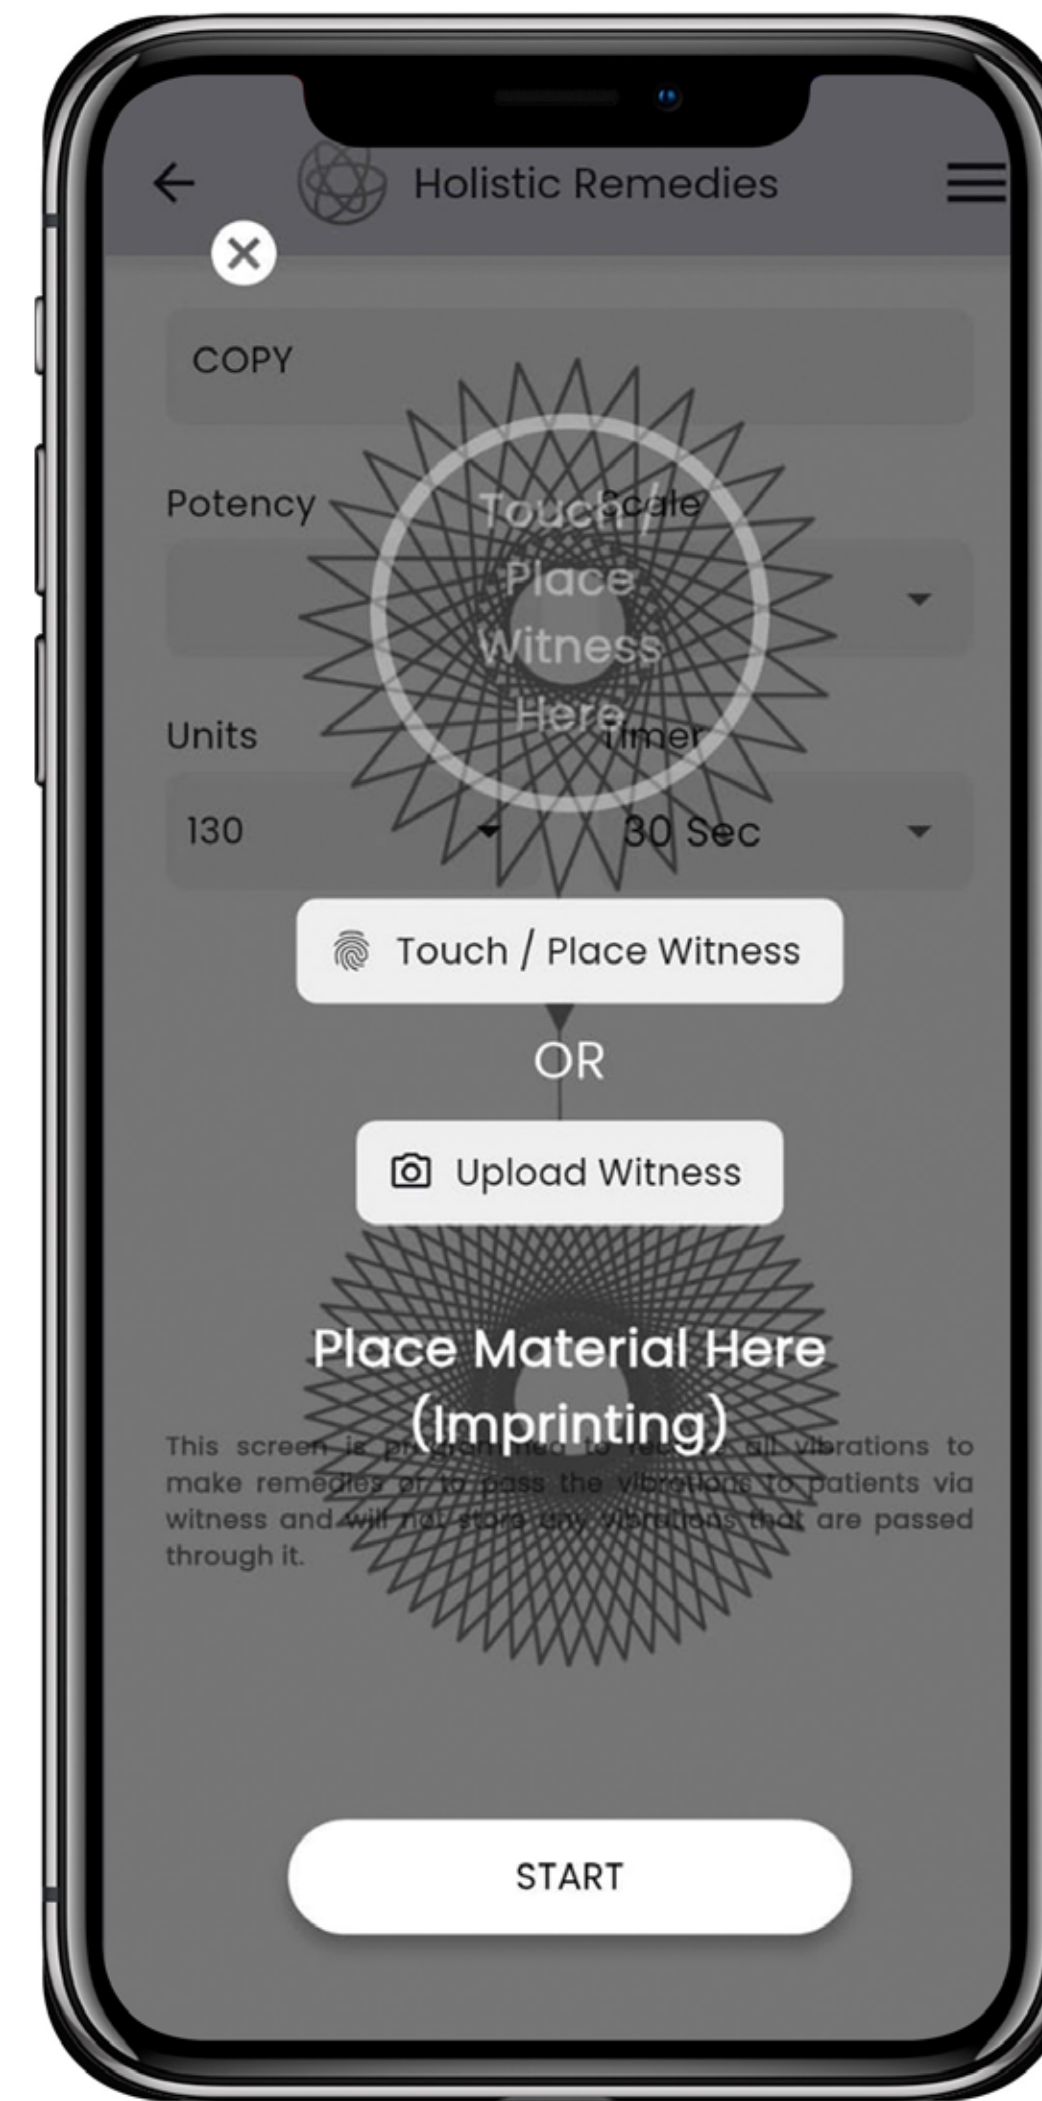 Holistic Remedies
COPY
Potency
Scale
Touch /
Place
Witness
Here
Units
Timer
130
30 Sec
Touch / Place Witness
OR
Upload Witness
Place Material Here
(Imprinting)
This screen is to all vibrations to
make remedies or to pass the vibrations to patients via
witness and will not store any vibrations that are passed
through it.
START